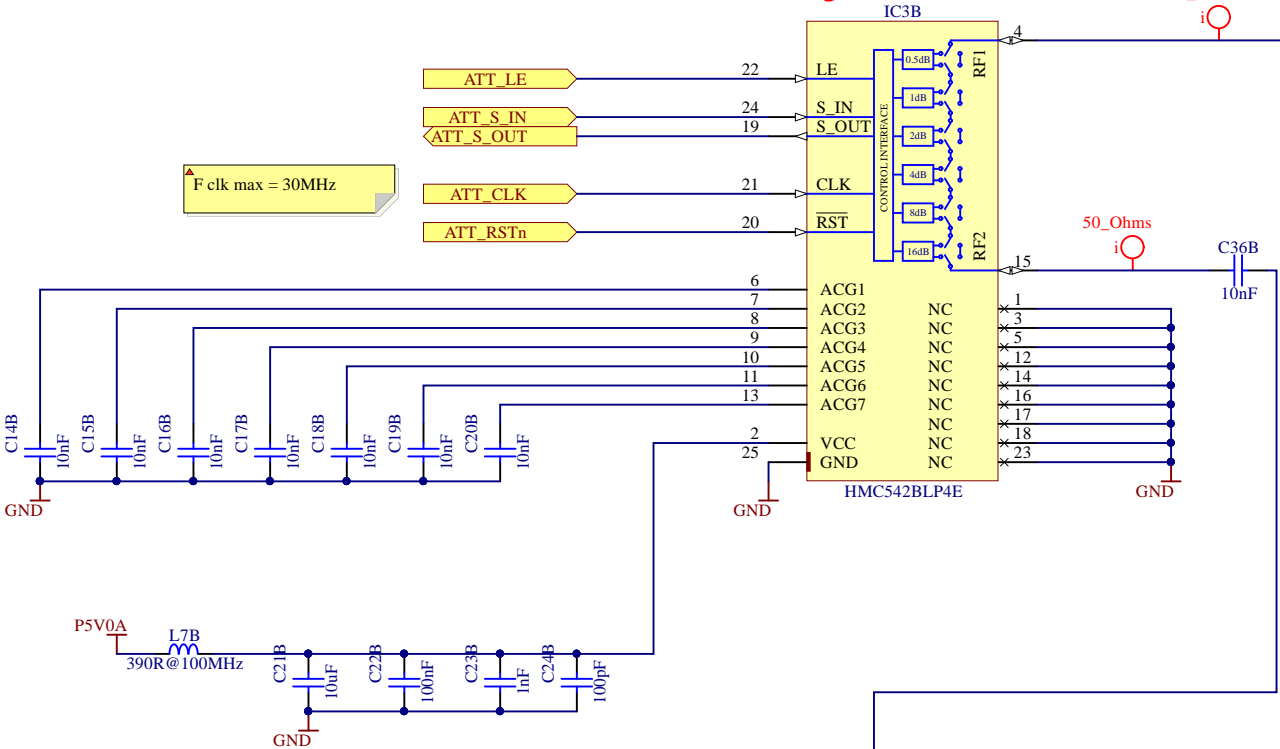 IC3B
i
4
ATT_LE
22
LE
0.5dB
RF1
1dB
ATT_S_IN
24
S_IN
ATT_S_OUT
19
S_OUT
2dB
CONTROL INTERFACE
F clk max = 30MHz
4dB
ATT_CLK
21
CLK
8dB
ATT_RSTn
20
RST
16dB
RF2
15
50_Ohms
i
C36B
10nF
6
ACG1
7
ACG2
NC
1
8
ACG3
NC
3
9
ACG4
NC
5
10
ACG5
NC
12
11
ACG6
NC
14
13
ACG7
NC
16
NC
17
2
VCC
NC
18
25
GND
NC
23
C14B
10nF
C15B
10nF
C16B
10nF
C17B
10nF
C18B
10nF
C19B
10nF
C20B
10nF
GND
GND
HMC542BLP4E
GND
P5V0A
L7B
390R@100MHz
C21B
10uF
C22B
100nF
C23B
1nF
C24B
100pF
GND